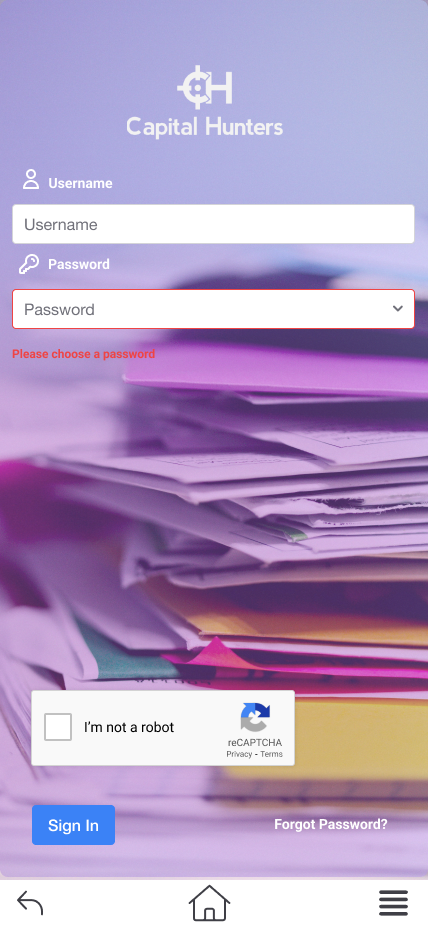 CH
Capital Hunters
Username
Username
Password
Password
Please choose a password
I'm not a robot
reCAPTCHA
Privacy - Terms
Sign In
Forgot Password?